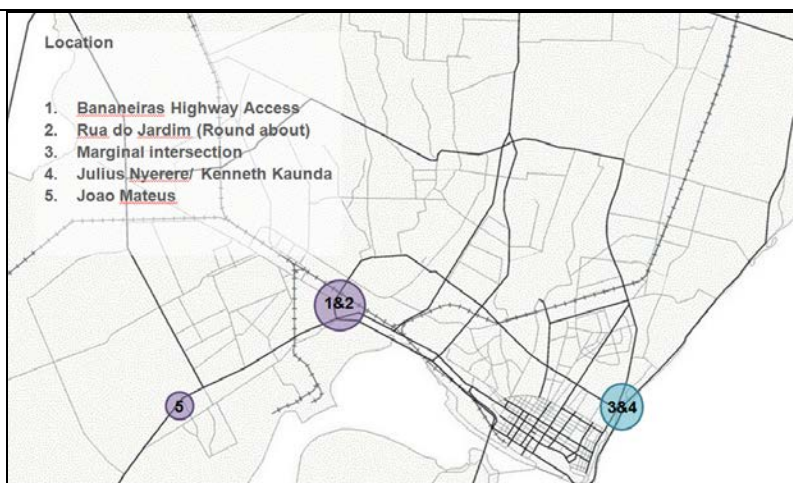 Location
1. Bananeiras Highway Access
2. Rua do Jardim (Round about)
3. Marginal intersection
4. Julius Nyerere/ Kenneth Kaunda
5. Joao Mateus
1&2
5
3&4